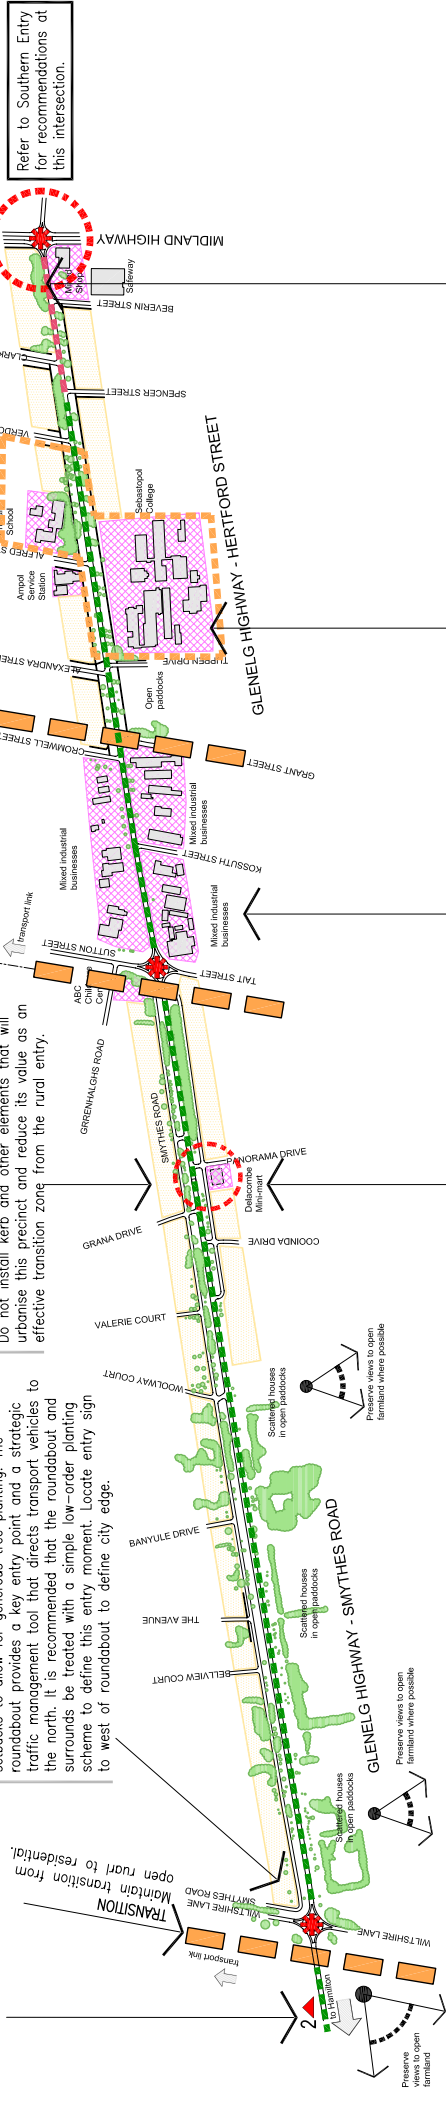 Refer to Southern Entry
for recommendations at
this intersection.
MIDLAND HIGHWAY
Safeway
BEVERIN STREET
SPENCER STREET
School
Ampol
Service
Station
Sebastopol
College
GLENELG HIGHWAY - HERTFORD STREET
Open
paddocks
CROMWELL STREET
GRANT STREET
Mixed industrial
businesses
Mixed industrial
businesses
KOSSUTH STREET
Mixed industrial
businesses
transport link
SUTTON STREET
TAIT STREET
ABC
GRRENHALGHS ROAD
Do not install kerb and other elements that will
urbanise this precinct and reduce its value as an
effective transition zone from the rural entry.
SMYTHES ROAD
PANORAMA DRIVE
Delacombe
Mini-mart
GRANA DRIVE
COOINDA DRIVE
VALERIE COURT
WOOLWAY COURT
Scattered houses
in open paddocks
Preserve views to open
farmland where possible
roundabout provides a key entry point and a strategic
traffic management tool that directs transport vehicles to
the north. It is recommended that the roundabout and
surrounds be treated with a simple low-order planting
scheme to define this entry moment. Locate entry sign
to west of roundabout to define city edge.
BANYULE DRIVE
THE AVENUE
BELLVIEW COURT
Scattered houses
in open paddocks
GLENELG HIGHWAY - SMYTHES ROAD
Preserve views to open
farmland where possible
Scattered houses
in open paddocks
TRANSITION
Maintain transition from
open ruarl to residential.
SMYTHES ROAD
WILTSHIRE LANE
WILTSHIRE LANE
transport link
2
to Hamilton
Preserve
views to open
farmland